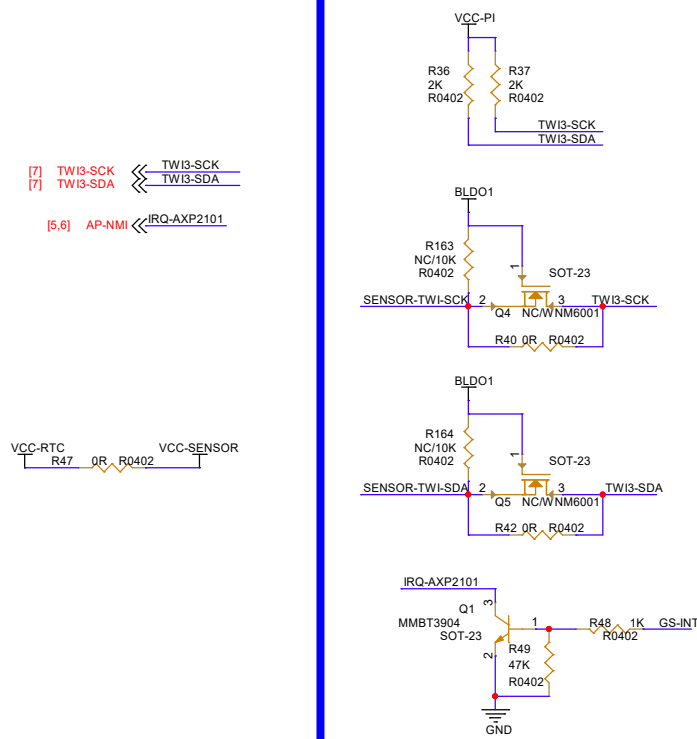 [7] TWI3-SCK TWI3-SCK
[7] TWI3-SDA TWI3-SDA
[5,6] AP-NMI IRQ-AXP2101
VCC-RTC VCC-SENSOR
R47 0R R0402
VCC-PI
R36 R37
2K 2K
R0402 R0402
TWI3-SCK
TWI3-SDA
BLDO1
R163
NC/10K
R0402
1 SOT-23
SENSOR-TWI-SCK 2 3 TWI3-SCK
Q4 NC/WNM6001
R40 0R R0402
BLDO1
R164
NC/10K
R0402
1 SOT-23
SENSOR-TWI-SDA 2 3 TWI3-SDA
Q5 NC/WNM6001
R42 0R R0402
IRQ-AXP2101
3
Q1
MMBT3904
SOT-23
1
R48 1K GS-INT
R0402
2
R49
47K
R0402
GND